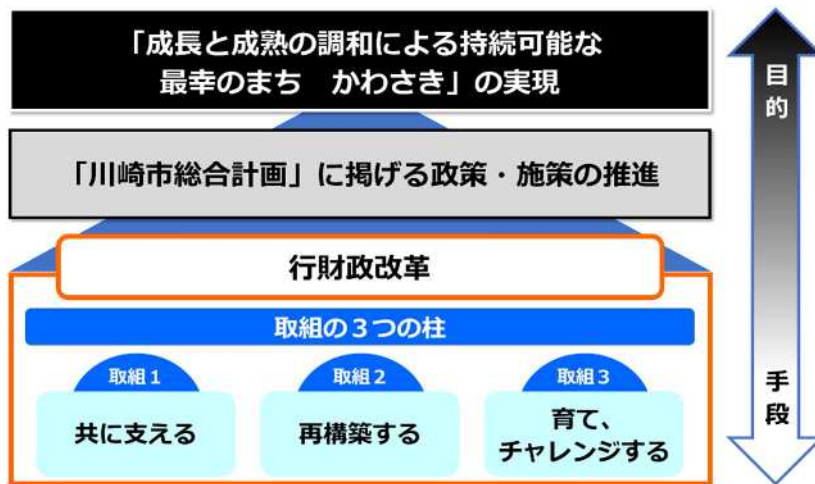 「成長と成熟の調和による持続可能な
最幸のまち　かわさき」の実現
「川崎市総合計画」に掲げる政策・施策の推進
行財政改革
取組の３つの柱
取組１
共に支える
取組２
再構築する
取組３
育て、
チャレンジする
目的
手段